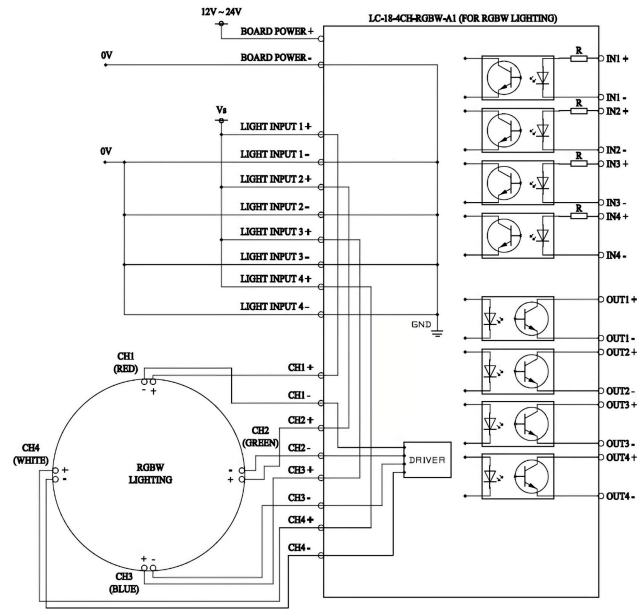 12V ~ 24V
LC-18-4CH-RGBW-A1 (FOR RGBW LIGHTING)
BOARD POWER +
0V
BOARD POWER -
R
IN1 +
IN1 -
R
IN2 +
IN2 -
R
IN3 +
IN3 -
R
IN4 +
IN4 -
Vs
LIGHT INPUT 1 +
0V
LIGHT INPUT 1 -
LIGHT INPUT 2 +
LIGHT INPUT 2 -
LIGHT INPUT 3 +
LIGHT INPUT 3 -
LIGHT INPUT 4 +
LIGHT INPUT 4 -
GND
OUT1 +
OUT1 -
OUT2 +
OUT2 -
OUT3 +
OUT3 -
OUT4 +
OUT4 -
CH1
(RED)
- +
CH1 +
CH1 -
CH2 +
CH2 -
CH3 +
CH3 -
CH4 +
CH4 -
CH2
(GREEN)
-
+
CH4
(WHITE)
+
-
RGBW
LIGHTING
DRIVER
+ -
CH3
(BLUE)